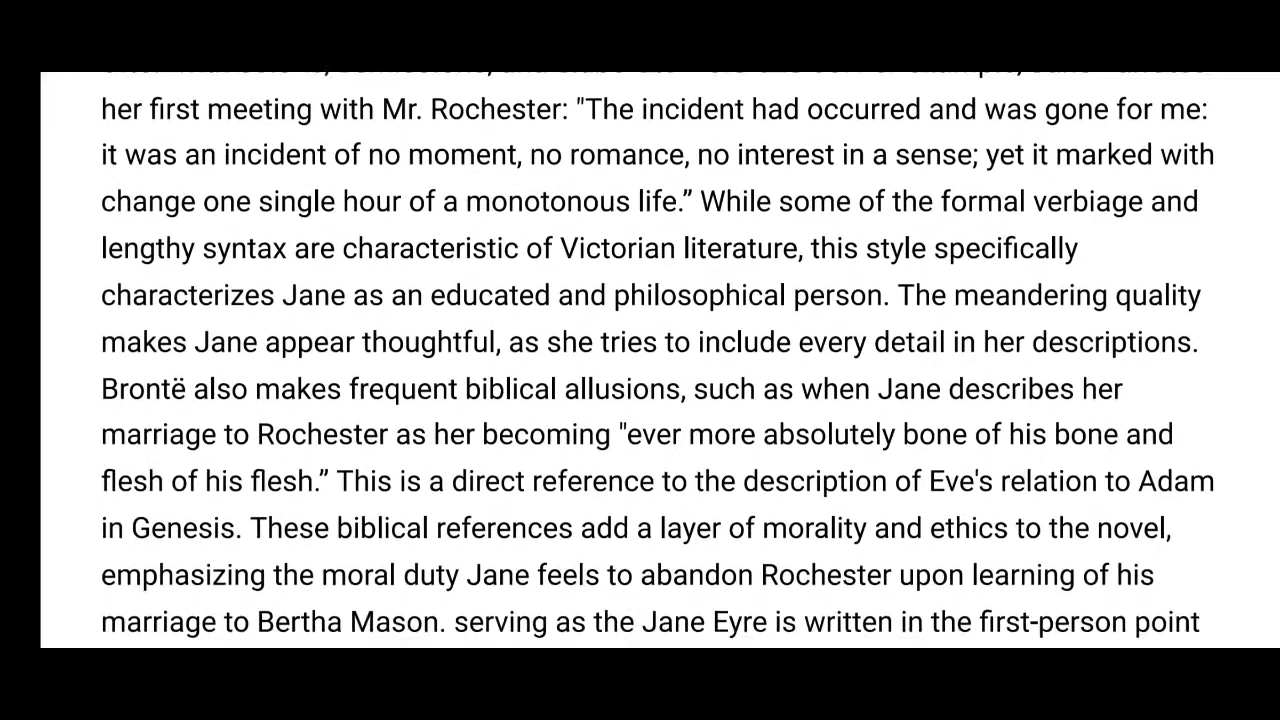 her first meeting with Mr. Rochester: "The incident had occurred and was gone for me:
it was an incident of no moment, no romance, no interest in a sense; yet it marked with
change one single hour of a monotonous life.” While some of the formal verbiage and
lengthy syntax are characteristic of Victorian literature, this style specifically
characterizes Jane as an educated and philosophical person. The meandering quality
makes Jane appear thoughtful, as she tries to include every detail in her descriptions.
Brontë also makes frequent biblical allusions, such as when Jane describes her
marriage to Rochester as her becoming "ever more absolutely bone of his bone and
flesh of his flesh.” This is a direct reference to the description of Eve's relation to Adam
in Genesis. These biblical references add a layer of morality and ethics to the novel,
emphasizing the moral duty Jane feels to abandon Rochester upon learning of his
marriage to Bertha Mason. serving as the Jane Eyre is written in the first-person point